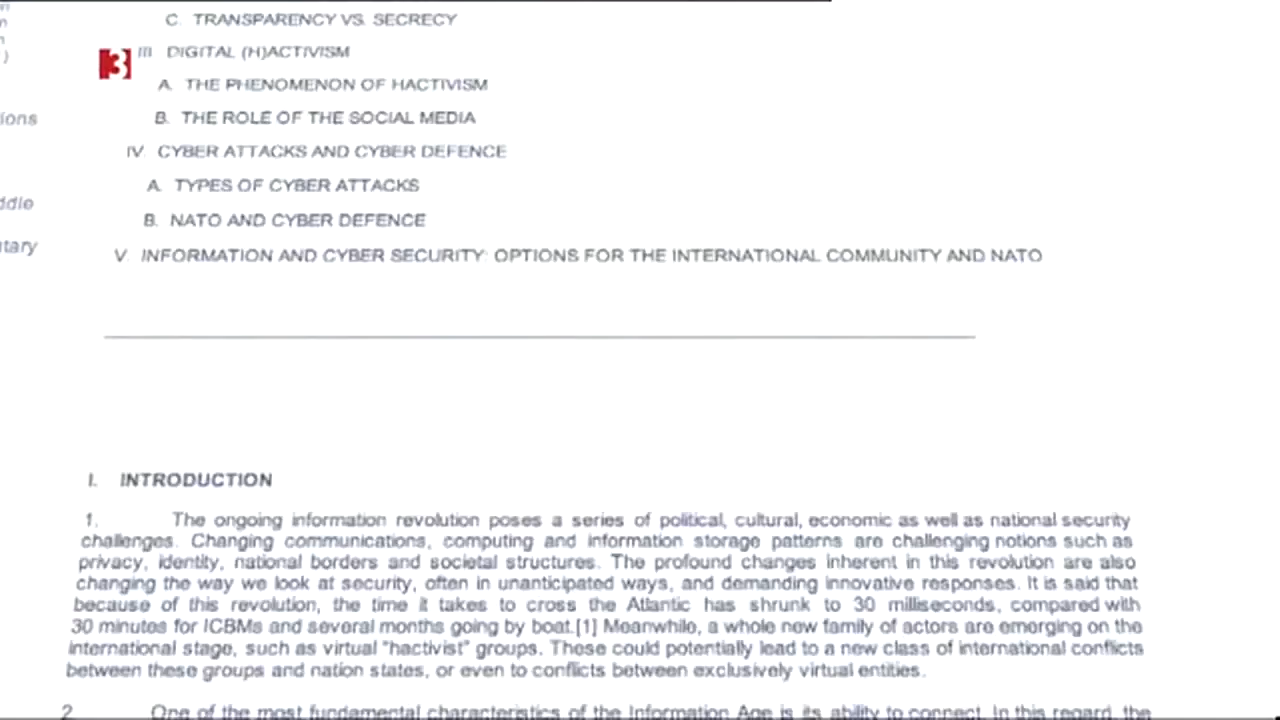 C. TRANSPARENCY VS. SECRECY
3
III DIGITAL (H)ACTIVISM
A. THE PHENOMENON OF HACTIVISM
ions
B. THE ROLE OF THE SOCIAL MEDIA
IV. CYBER ATTACKS AND CYBER DEFENCE
A. TYPES OF CYBER ATTACKS
ddle
B. NATO AND CYBER DEFENCE
tary
V. INFORMATION AND CYBER SECURITY: OPTIONS FOR THE INTERNATIONAL COMMUNITY AND NATO
I. INTRODUCTION
1. The ongoing information revolution poses a series of political, cultural, economic as well as national security
challenges. Changing communications, computing and information storage patterns are challenging notions such as
privacy, identity, national borders and societal structures. The profound changes inherent in this revolution are also
changing the way we look at security, often in unanticipated ways, and demanding innovative responses. It is said that
because of this revolution, the time it takes to cross the Atlantic has shrunk to 30 milliseconds, compared with
30 minutes for ICBMs and several months going by boat.[1] Meanwhile, a whole new family of actors are emerging on the
international stage, such as virtual "hactivist" groups. These could potentially lead to a new class of international conflicts
between these groups and nation states, or even to conflicts between exclusively virtual entities.
2. One of the most fundamental characteristics of the Information Age is its ability to connect. In this regard, the